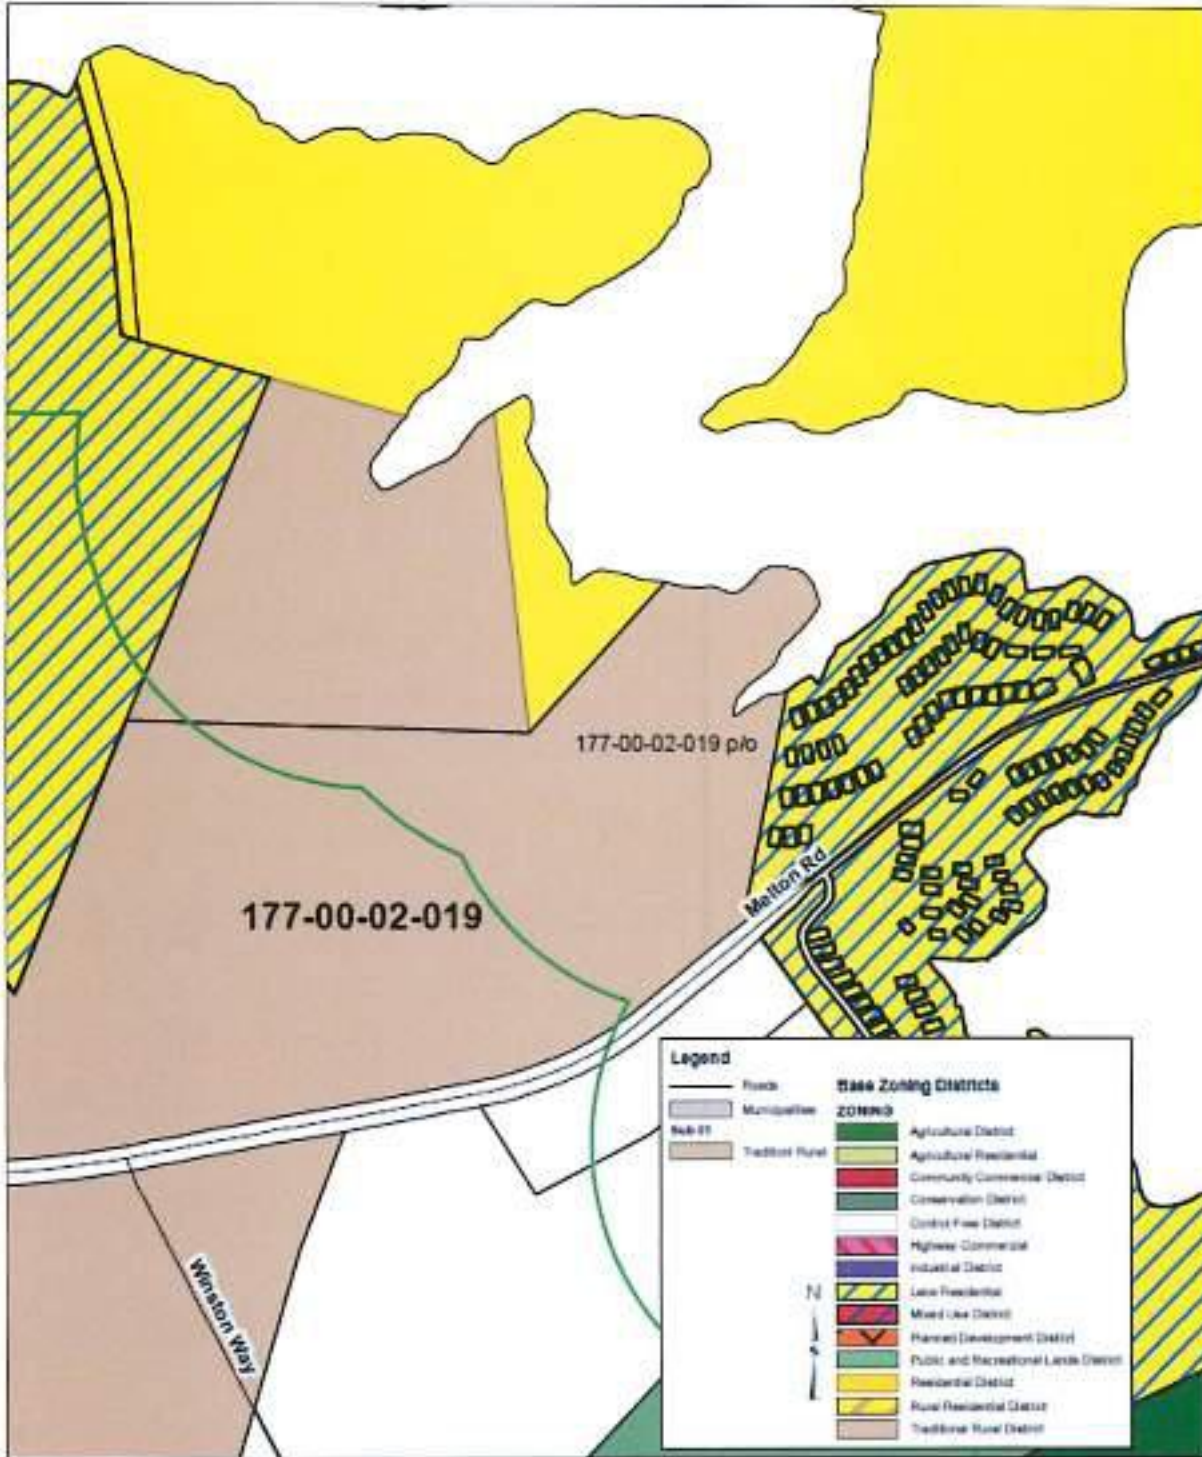 177-00-02-019 p/o
177-00-02-019
Melton Rd
Winston Way
Legend
Roads
Municipalities
Sub 01
Tradition Rural
N
S
Base Zoning Districts
ZONING
Agricultural District
Agricultural Residential
Community Commercial District
Conservation District
Control Free District
Highway Commercial
Industrial District
Lake Residential
Mixed Use District
Planned Development District
Public and Recreational Lands District
Residential District
Rural Residential District
Traditional Rural District